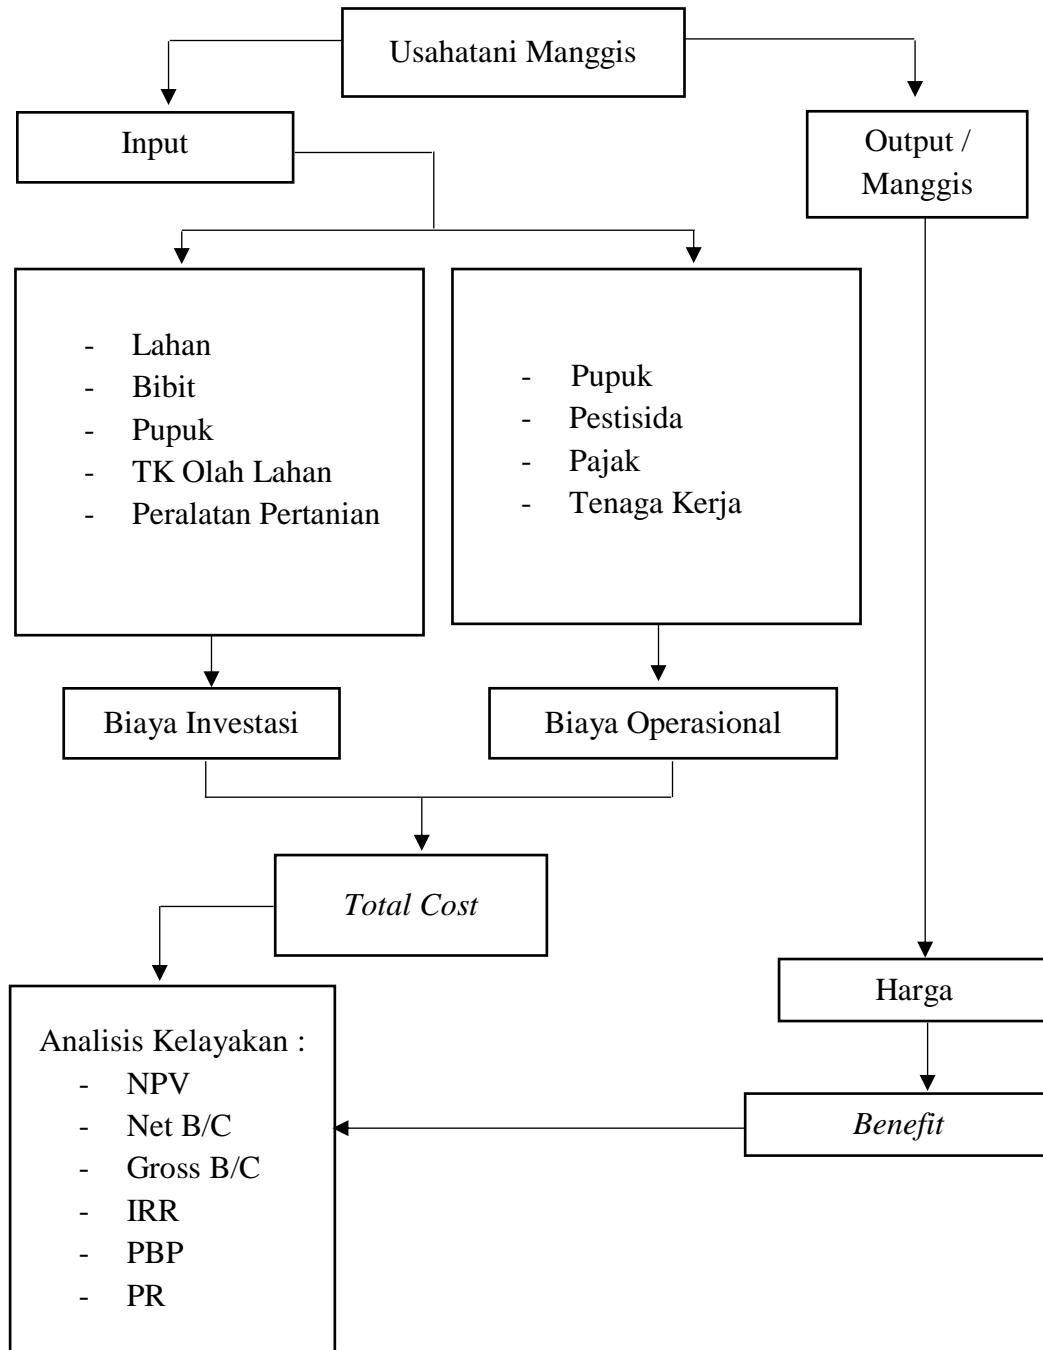 Usahatani Manggis
Input
Output /
Manggis
- Lahan
- Bibit
- Pupuk
- TK Olah Lahan
- Peralatan Pertanian
- Pupuk
- Pestisida
- Pajak
- Tenaga Kerja
Biaya Investasi
Biaya Operasional
Total Cost
Harga
Analisis Kelayakan :
- NPV
- Net B/C
- Gross B/C
- IRR
- PBP
- PR
Benefit